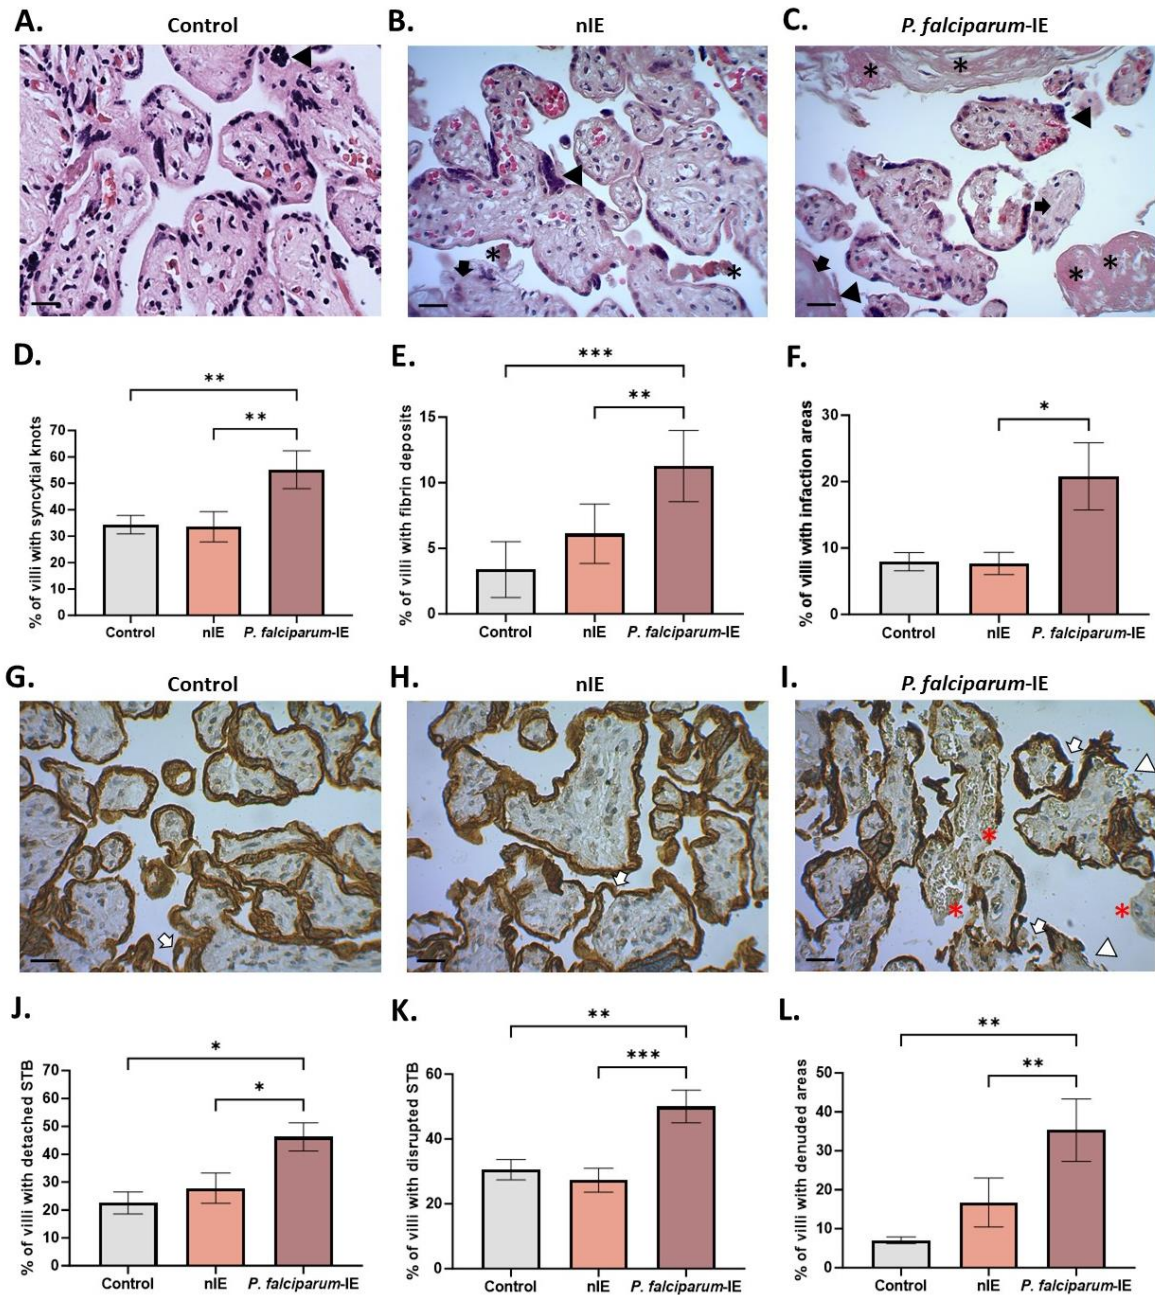 A. Control
B. nIE
C. P. falciparum-IE
*
*
*
*
*
*
D.
% of villi with syncytial knots
**
**
70
60
50
40
30
20
10
0
Control nIE P. falciparum-IE
E.
% of villi with fibrin deposits
***
**
15
10
5
0
Control nIE P. falciparum-IE
F.
% of villi with infaction areas
*
30
20
10
0
Control nIE P. falciparum-IE
G. Control
H. nIE
I. P. falciparum-IE
*
*
*
J.
% of villi with detached STB
*
*
70
60
50
40
30
20
10
0
Control nIE P. falciparum-IE
K.
% of villi with disrupted STB
**
***
60
40
20
0
Control nIE P. falciparum-IE
L.
% of villi with denuded areas
**
**
50
40
30
20
10
0
Control nIE P. falciparum-IE